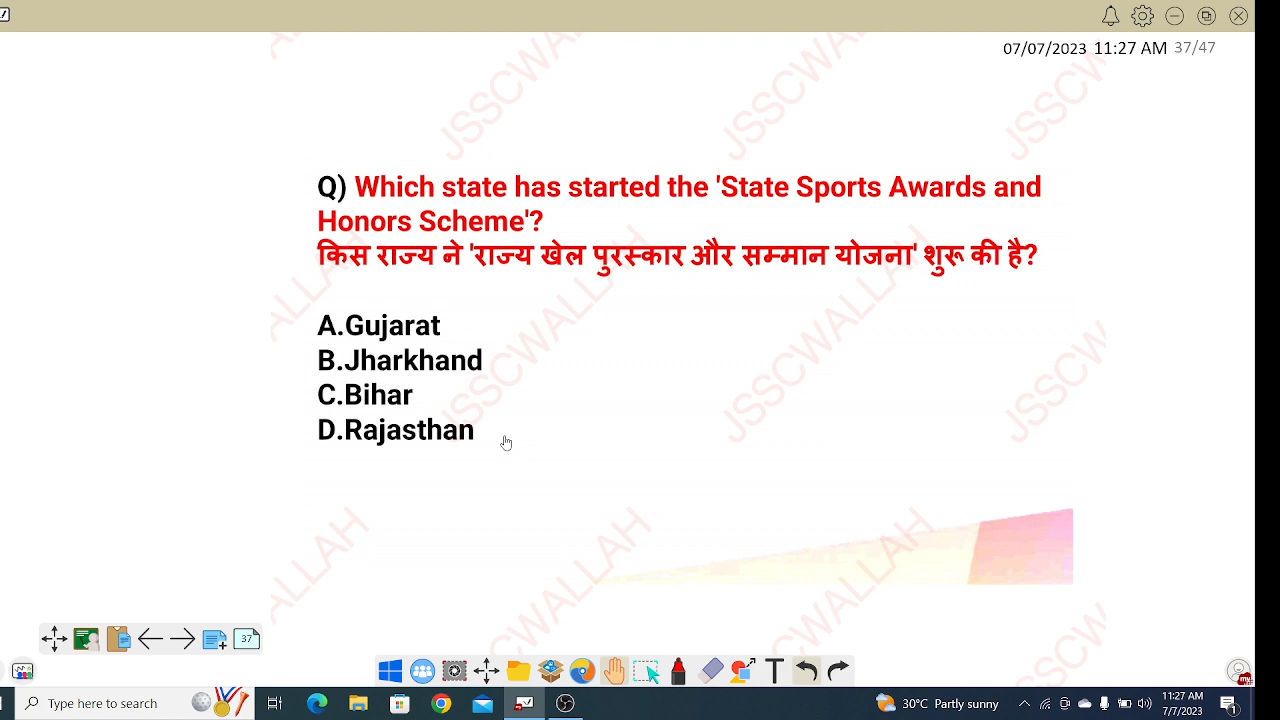 07/07/2023 11:27 AM 37/47
Q) Which state has started the 'State Sports Awards and
Honors Scheme'?
किस राज्य ने 'राज्य खेल पुरस्कार और सम्मान योजना' शुरू की है?
A.Gujarat
B.Jharkhand
C.Bihar
D.Rajasthan
JSSCWALLAH
37
Type here to search
30°C Partly sunny
11:27 AM
7/7/2023